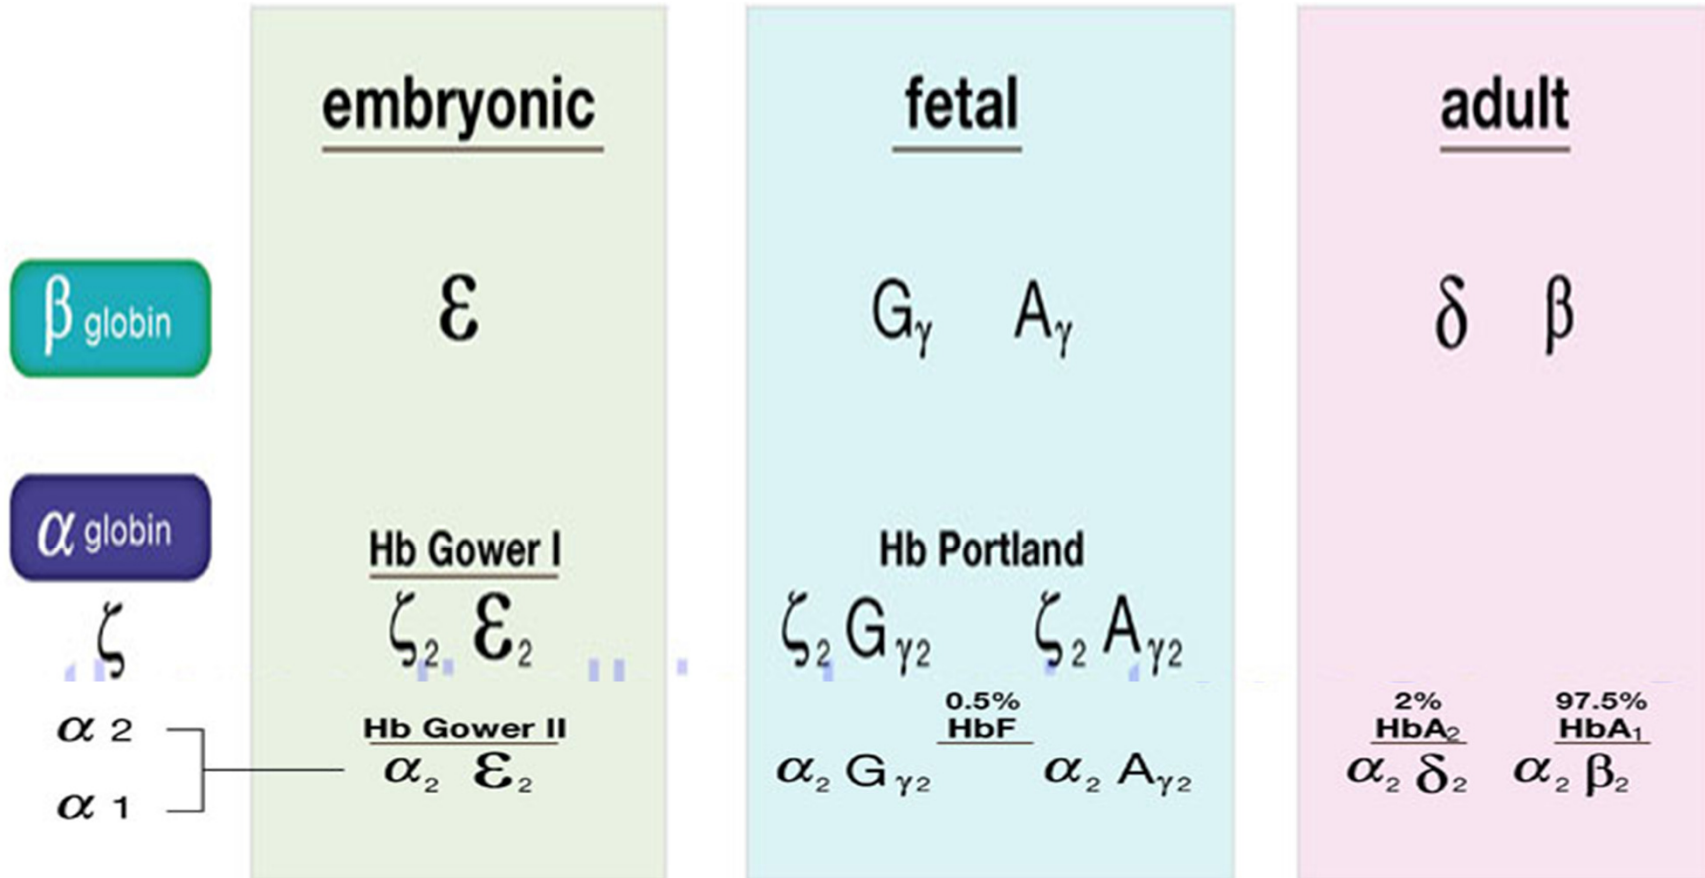 embryonic fetal adult
β globin ε Gγ Aγ δ β
α globin Hb Gower I Hb Portland
ζ ζ2 ε2 ζ2 Gγ2 ζ2 Aγ2
0.5% 2% 97.5%
α 2 Hb Gower II HbF HbA2 HbA1
α2 ε2 α2 Gγ2 α2 Aγ2 α2 δ2 α2 β2
α 1